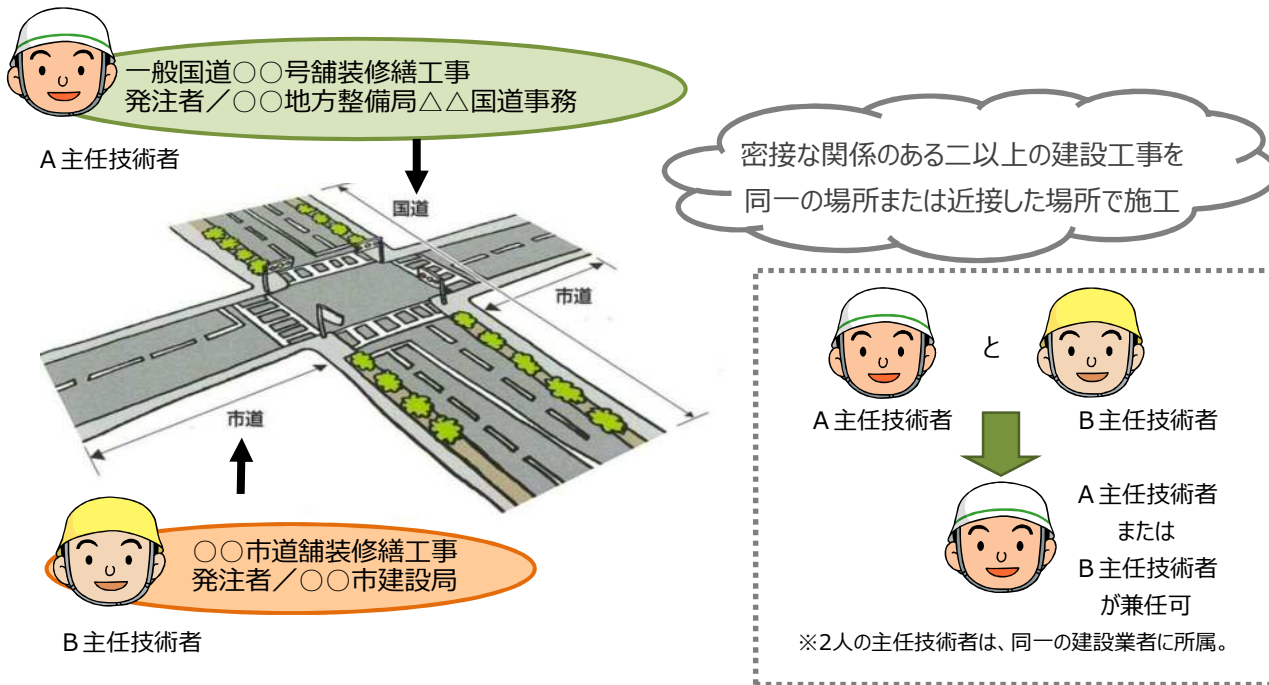 一般国道○○号舗装修繕工事
発注者／○○地方整備局△△国道事務
A主任技術者
国道
市道
市道
○○市道舗装修繕工事
発注者／○○市建設局
B主任技術者
密接な関係のある二以上の建設工事を
同一の場所または近接した場所で施工
と
A主任技術者
B主任技術者
A主任技術者
または
B主任技術者
が兼任可
※2人の主任技術者は、同一の建設業者に所属。